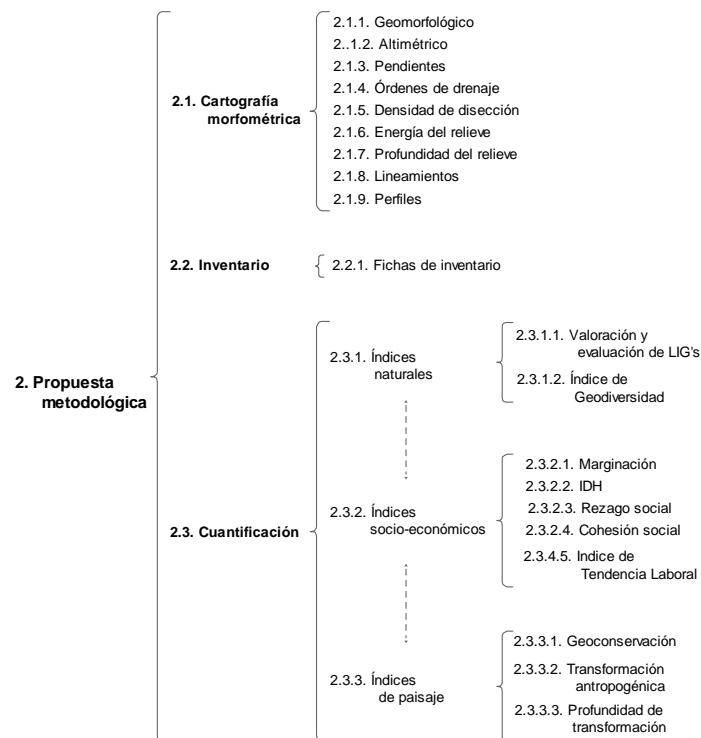 2. Propuesta
metodológica
2.1. Cartografía
morfométrica
2.1.1. Geomorfológico
2..1.2. Altimétrico
2.1.3. Pendientes
2.1.4. Órdenes de drenaje
2.1.5. Densidad de disección
2.1.6. Energía del relieve
2.1.7. Profundidad del relieve
2.1.8. Lineamientos
2.1.9. Perfiles
2.2. Inventario
2.2.1. Fichas de inventario
2.3. Cuantificación
2.3.1. Índices
naturales
2.3.1.1. Valoración y
evaluación de LIG's
2.3.1.2. Índice de
Geodiversidad
2.3.2. Índices
socio-económicos
2.3.2.1. Marginación
2.3.2.2. IDH
2.3.2.3. Rezago social
2.3.2.4. Cohesión social
2.3.4.5. Indice de
Tendencia Laboral
2.3.3. Índices
de paisaje
2.3.3.1. Geoconservación
2.3.3.2. Transformación
antropogénica
2.3.3.3. Profundidad de
transformación